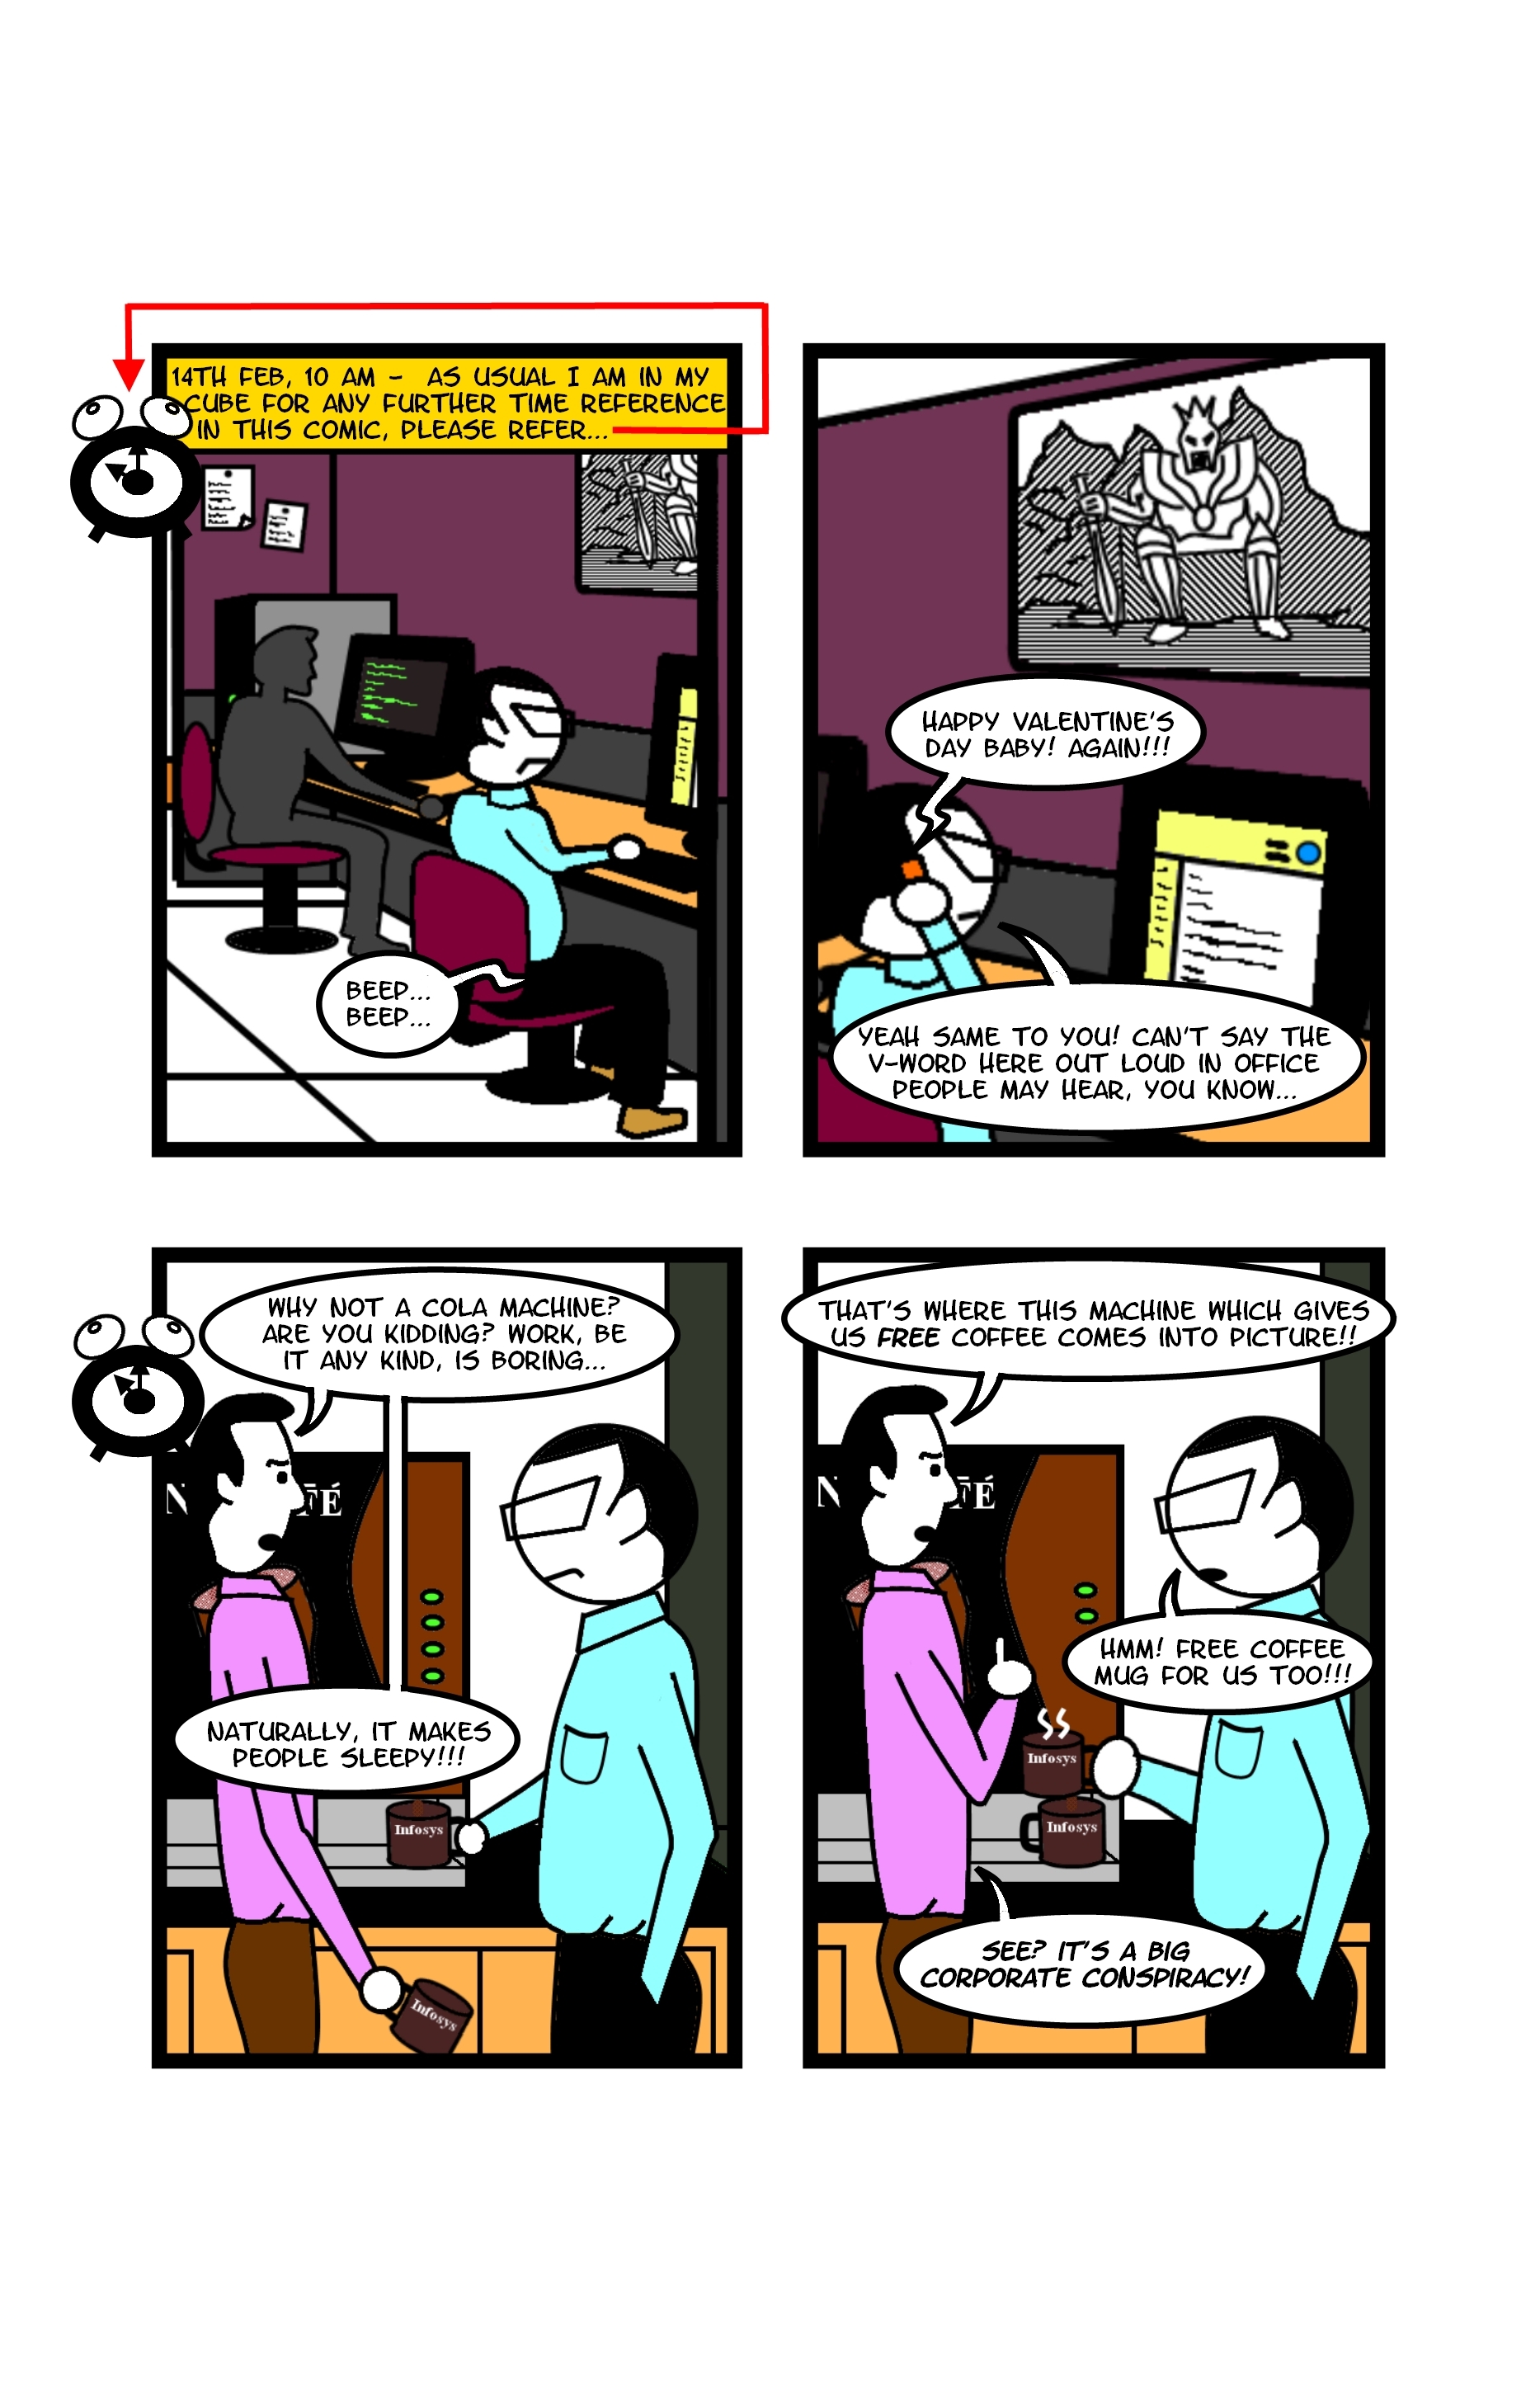 14TH FEB, 10 AM - AS USUAL I AM IN MY
CUBE FOR ANY FURTHER TIME REFERENCE
IN THIS COMIC, PLEASE REFER...
BEEP...
BEEP...
HAPPY VALENTINE'S
DAY BABY! AGAIN!!!
YEAH SAME TO YOU! CAN'T SAY THE
V-WORD HERE OUT LOUD IN OFFICE
PEOPLE MAY HEAR, YOU KNOW...
WHY NOT A COLA MACHINE?
ARE YOU KIDDING? WORK, BE
IT ANY KIND, IS BORING...
N FÉ
NATURALLY, IT MAKES
PEOPLE SLEEPY!!!
Infosys
Infosys
THAT'S WHERE THIS MACHINE WHICH GIVES
US FREE COFFEE COMES INTO PICTURE!!
N FÉ
HMM! FREE COFFEE
MUG FOR US TOO!!!
Infosys
Infosys
SEE? IT'S A BIG
CORPORATE CONSPIRACY!